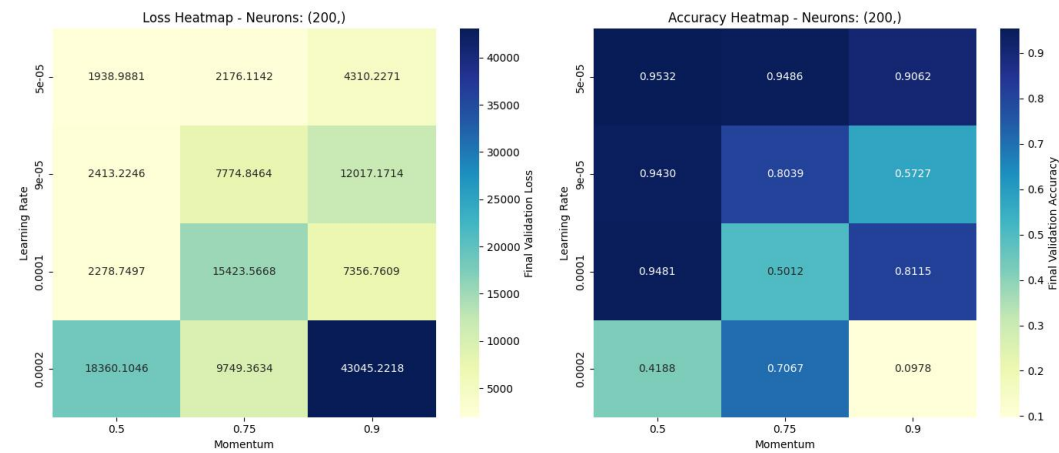 Loss Heatmap - Neurons: (200,)
Learning Rate
5e-05
1938.9881 2176.1142 4310.2271
9e-05
2413.2246 7774.8464 12017.1714
0.0001
2278.7497 15423.5668 7356.7609
0.0002
18360.1046 9749.3634 43045.2218
0.5 0.75 0.9
Momentum
40000
35000
30000
25000
20000
15000
10000
5000
Final Validation Loss
Accuracy Heatmap - Neurons: (200,)
Learning Rate
5e-05
0.9532 0.9486 0.9062
9e-05
0.9430 0.8039 0.5727
0.0001
0.9481 0.5012 0.8115
0.0002
0.4188 0.7067 0.0978
0.5 0.75 0.9
Momentum
0.9
0.8
0.7
0.6
0.5
0.4
0.3
0.2
0.1
Final Validation Accuracy